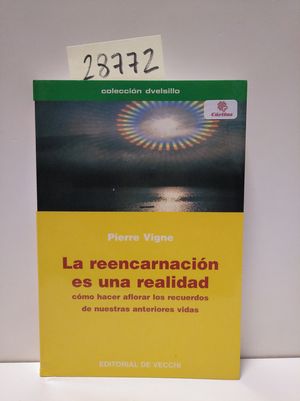 28772
colección dvelsillo
Cáritas
Pierre Vigne
La reencarnación
es una realidad
cómo hacer aflorar los recuerdos
de nuestras anteriores vidas
EDITORIAL DE VECCHI